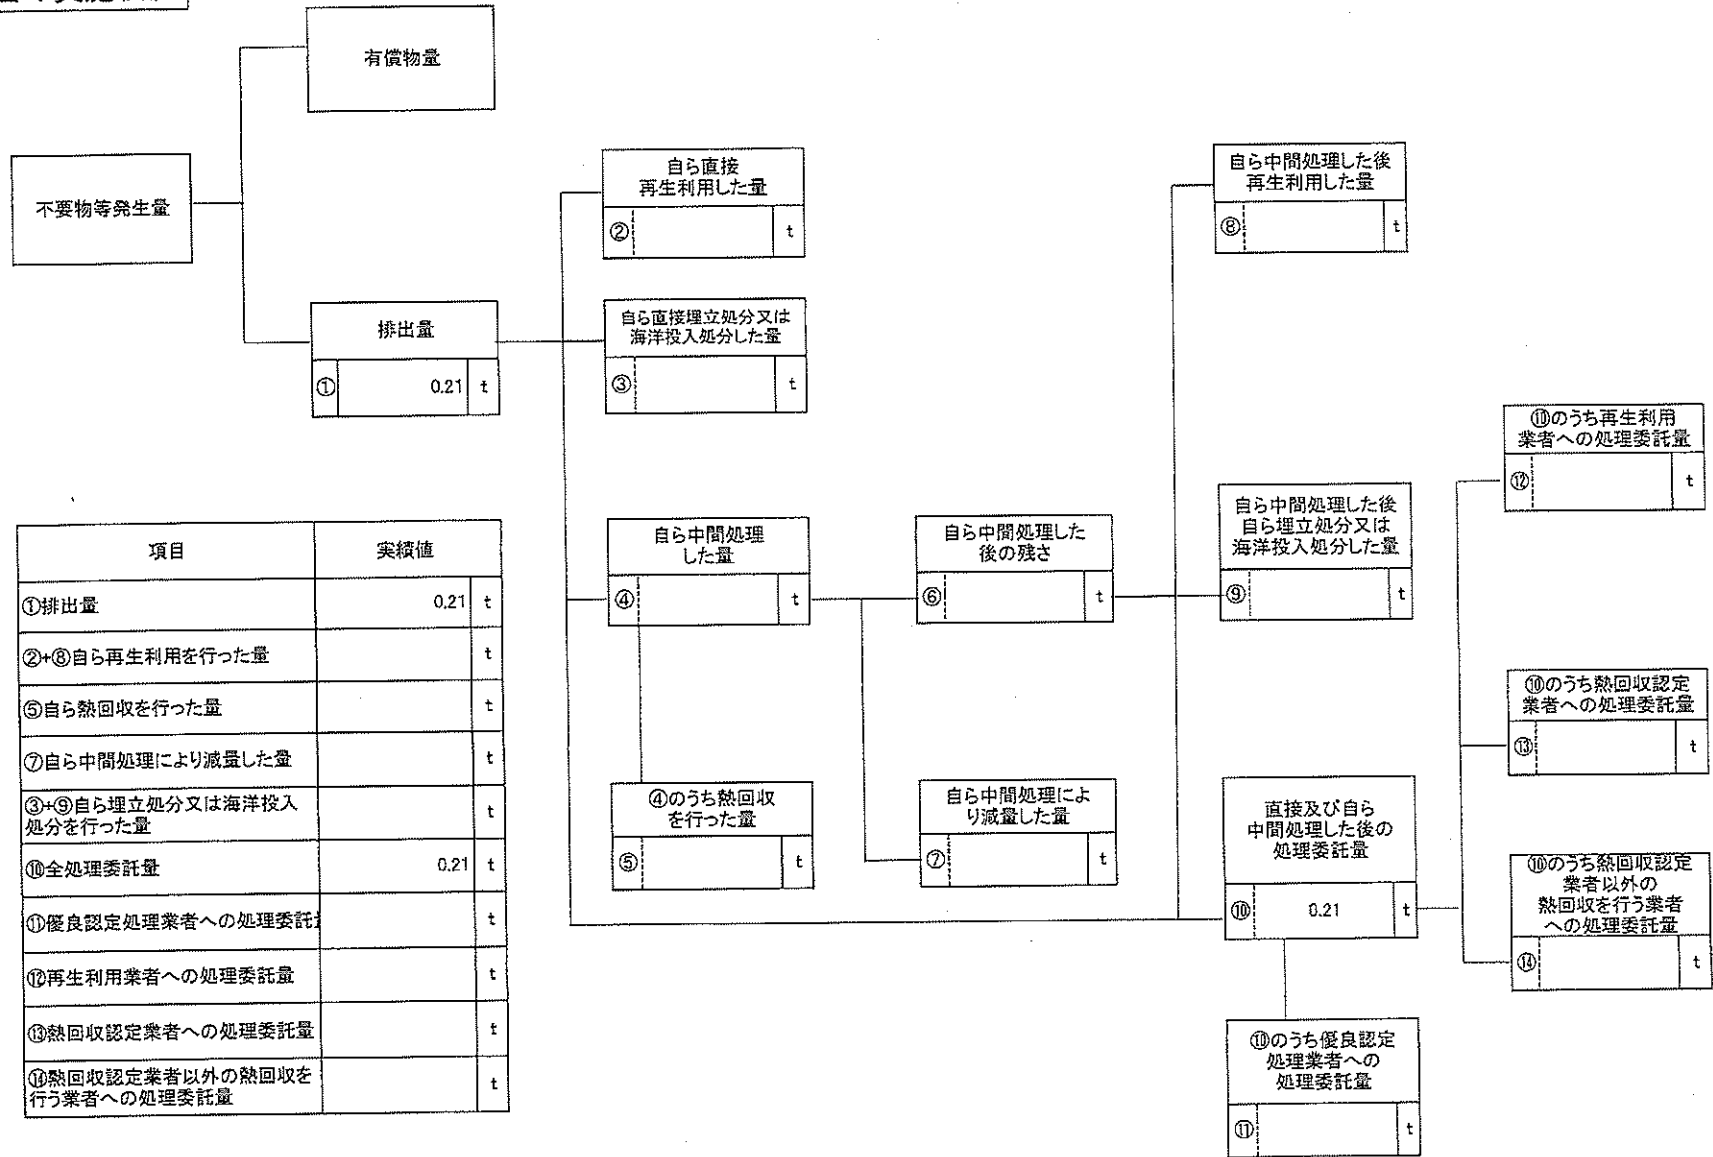 有償物量
不要物等発生量
排出量
① 0.21 t
自ら直接
再生利用した量
② t
自ら直接埋立処分又は
海洋投入処分した量
③ t
自ら中間処理
した量
④ t
④のうち熱回収
を行った量
⑤ t
自ら中間処理した
後の残さ
⑥ t
自ら中間処理によ
り減量した量
⑦ t
自ら中間処理した後
再生利用した量
⑧ t
自ら中間処理した後
自ら埋立処分又は
海洋投入処分した量
⑨ t
直接及び自ら
中間処理した後の
処理委託量
⑩ 0.21 t
⑩のうち優良認定
処理業者への
処理委託量
⑪ t
⑩のうち再生利用
業者への処理委託量
⑫ t
⑩のうち熱回収認定
業者への処理委託量
⑬ t
⑩のうち熱回収認定
業者以外の
熱回収を行う業者
への処理委託量
⑭ t
項目 実績値
①排出量 0.21 t
②+⑧自ら再生利用を行った量 t
⑤自ら熱回収を行った量 t
⑦自ら中間処理により減量した量 t
③+⑨自ら埋立処分又は海洋投入
処分を行った量 t
⑩全処理委託量 0.21 t
⑪優良認定処理業者への処理委託 t
⑫再生利用業者への処理委託量 t
⑬熱回収認定業者への処理委託量 t
⑭熱回収認定業者以外の熱回収を
行う業者への処理委託量 t